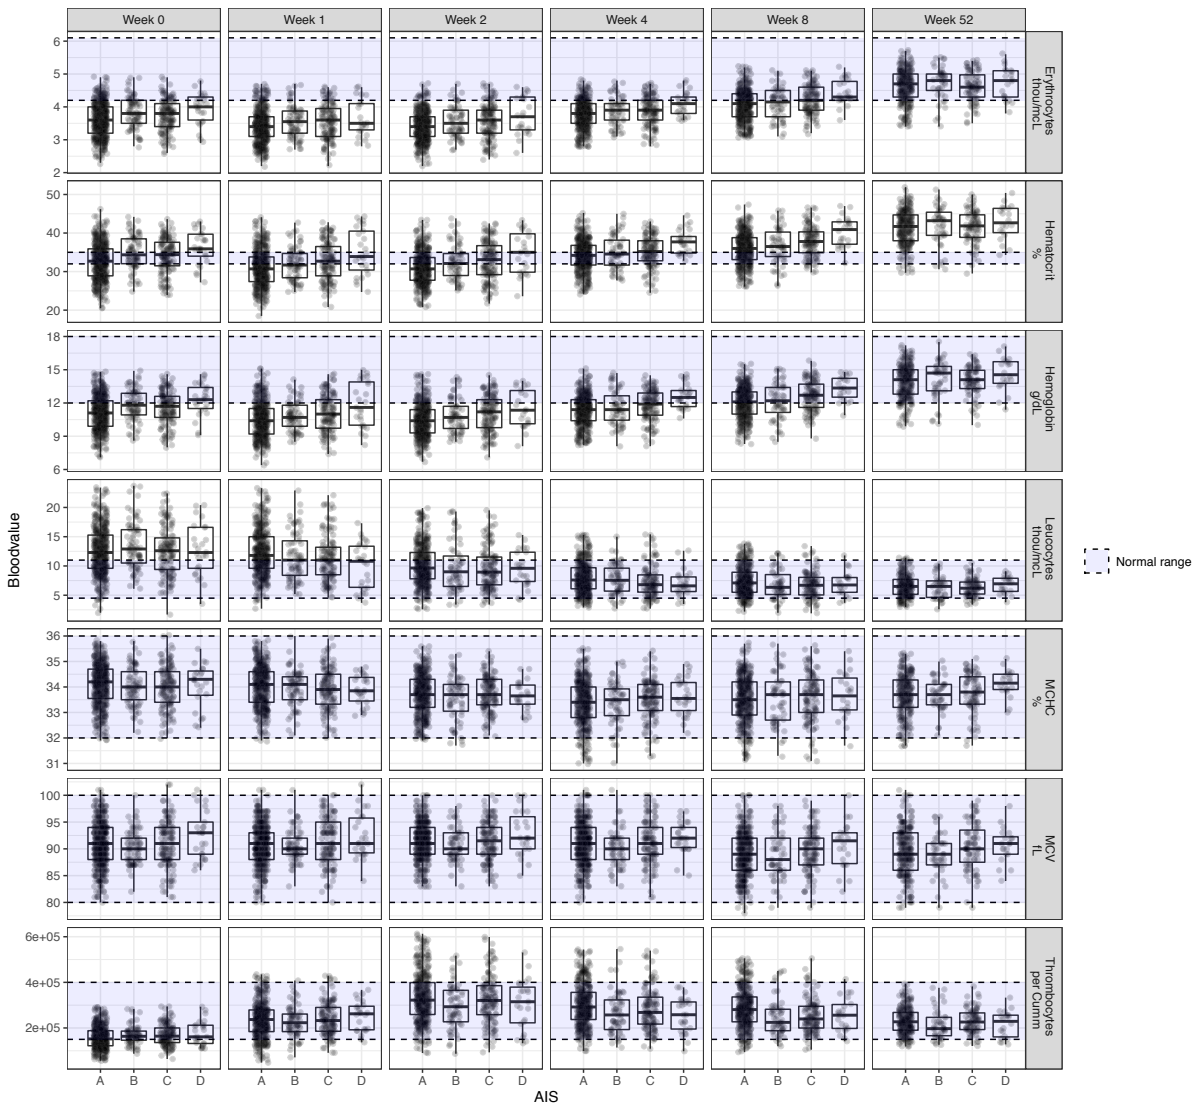 Week 0 Week 1 Week 2 Week 4 Week 8 Week 52
6
5
4
3
2
Erythrocytes
thou/mcL
50
40
30
20
Hematocrit
%
18
15
12
9
6
Hemoglobin
g/dL
20
15
10
5
Leucocytes
thou/mcL
Bloodvalue
Normal range
36
35
34
33
32
31
MCHC
%
100
95
90
85
80
MCV
fL
6e+05
4e+05
2e+05
Thrombocytes
per Cumm
A B C D A B C D A B C D A B C D A B C D A B C D
AIS